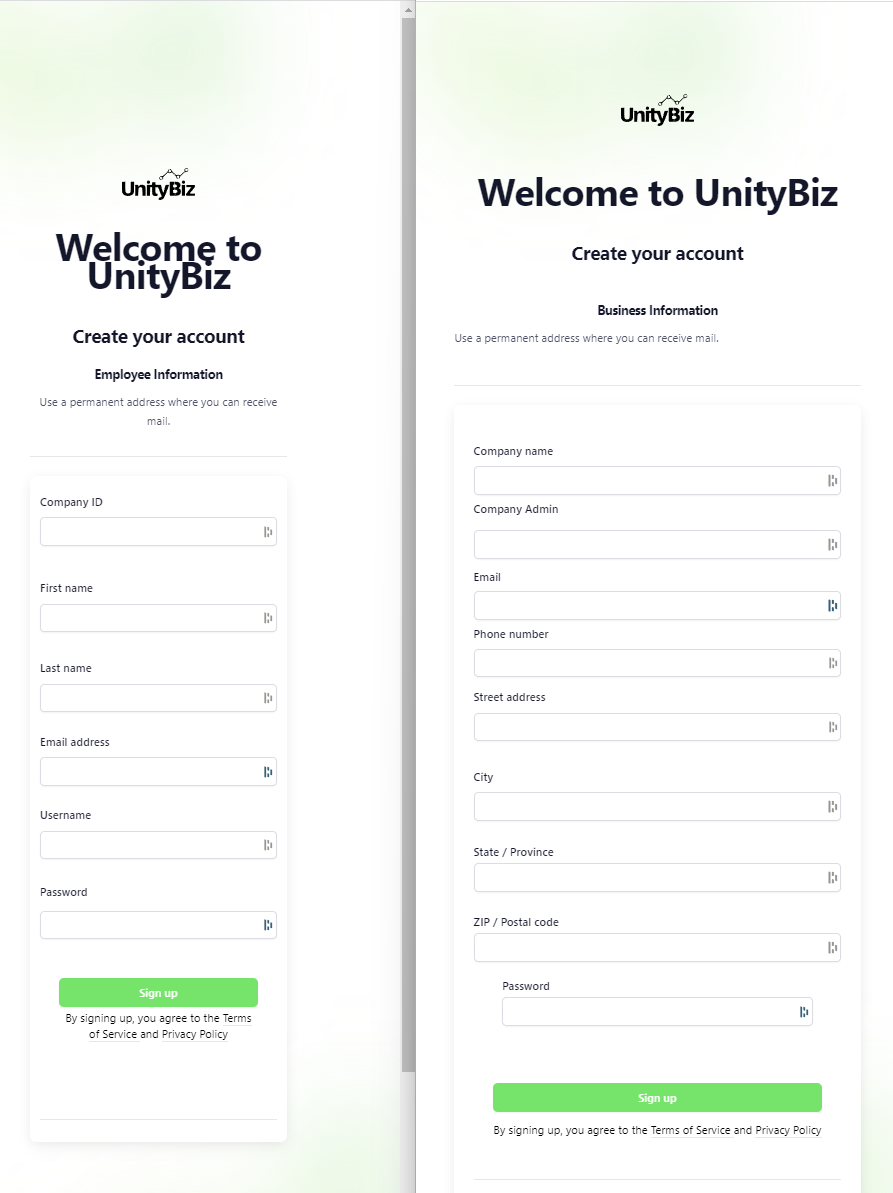 UnityBiz
Welcome to
UnityBiz
Create your account
Employee Information
Use a permanent address where you can receive
mail.
Company ID
First name
Last name
Email address
Username
Password
Sign up
By signing up, you agree to the Terms
of Service and Privacy Policy
UnityBiz
Welcome to UnityBiz
Create your account
Business Information
Use a permanent address where you can receive mail.
Company name
Company Admin
Email
Phone number
Street address
City
State / Province
ZIP / Postal code
Password
Sign up
By signing up, you agree to the Terms of Service and Privacy Policy